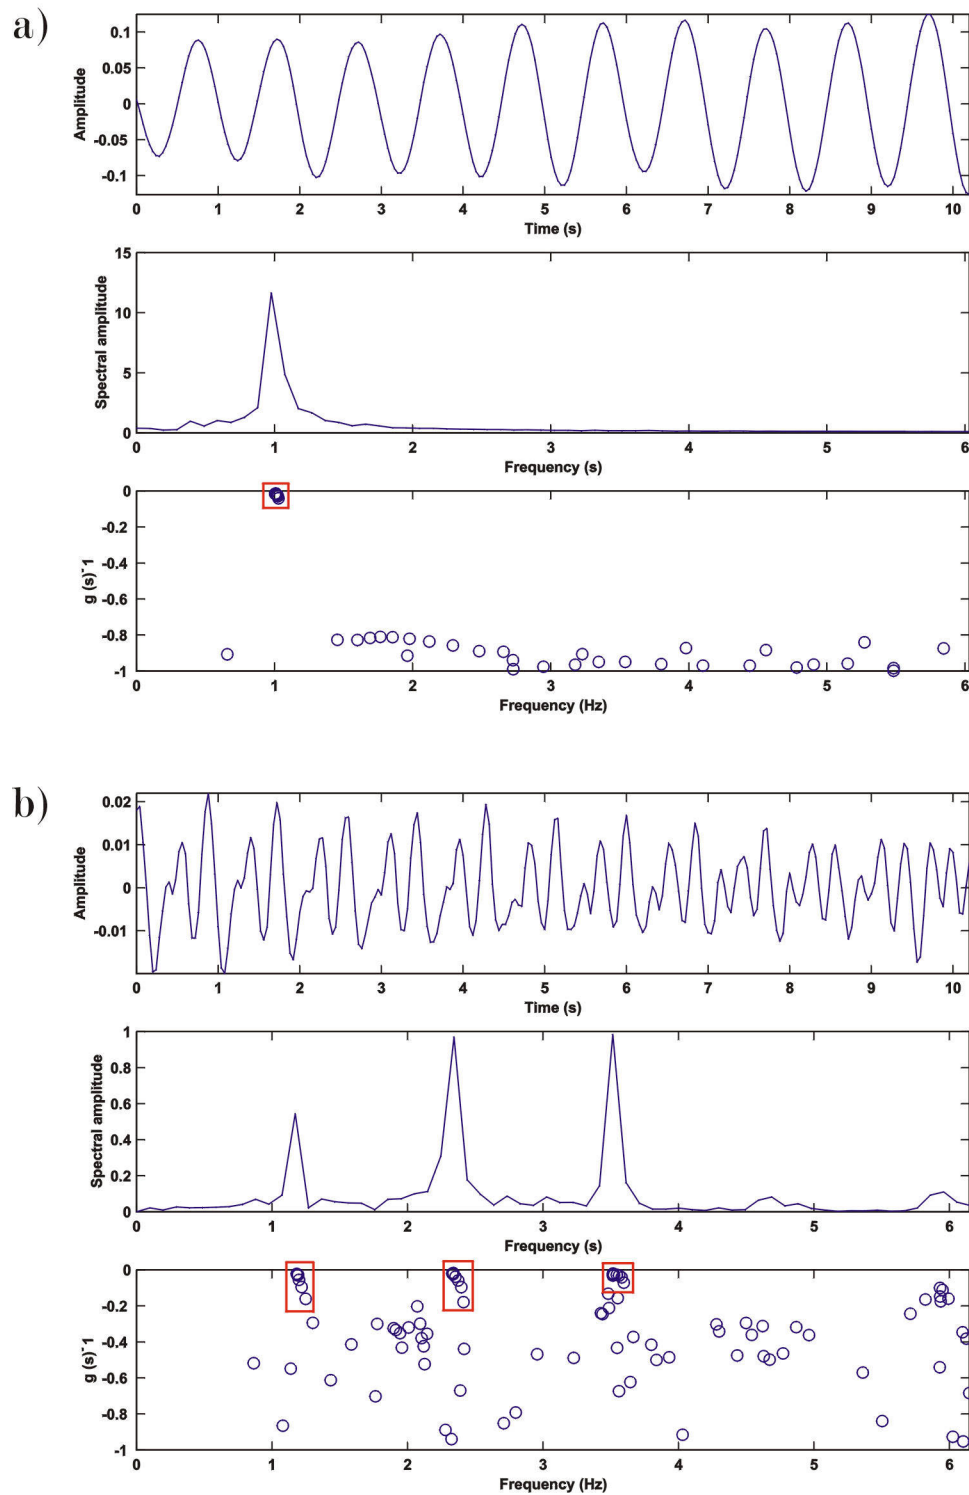 a)
0.1
0.05
0
-0.05
-0.1
Amplitude
0 1 2 3 4 5 6 7 8 9 10
Time (s)
15
10
5
0
Spectral amplitude
0 1 2 3 4 5 6
Frequency (s)
0
-0.2
-0.4
-0.6
-0.8
-1
g (s)-1
0 1 2 3 4 5 6
Frequency (Hz)
b)
0.02
0.01
0
-0.01
Amplitude
0 1 2 3 4 5 6 7 8 9 10
Time (s)
1
0.8
0.6
0.4
0.2
0
Spectral amplitude
0 1 2 3 4 5 6
Frequency (s)
0
-0.2
-0.4
-0.6
-0.8
-1
g (s)-1
0 1 2 3 4 5 6
Frequency (Hz)